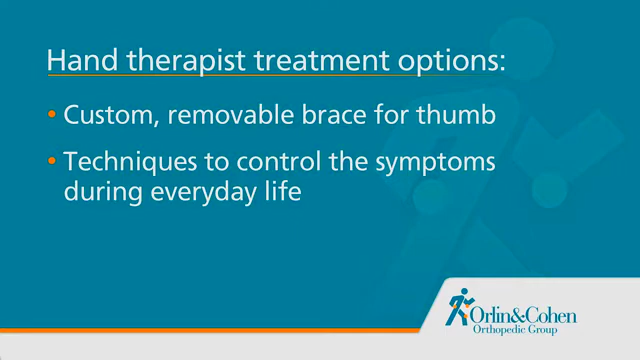 Hand therapist treatment options:
• Custom, removable brace for thumb
• Techniques to control the symptoms
during everyday life
Orlin&Cohen
Orthopedic Group